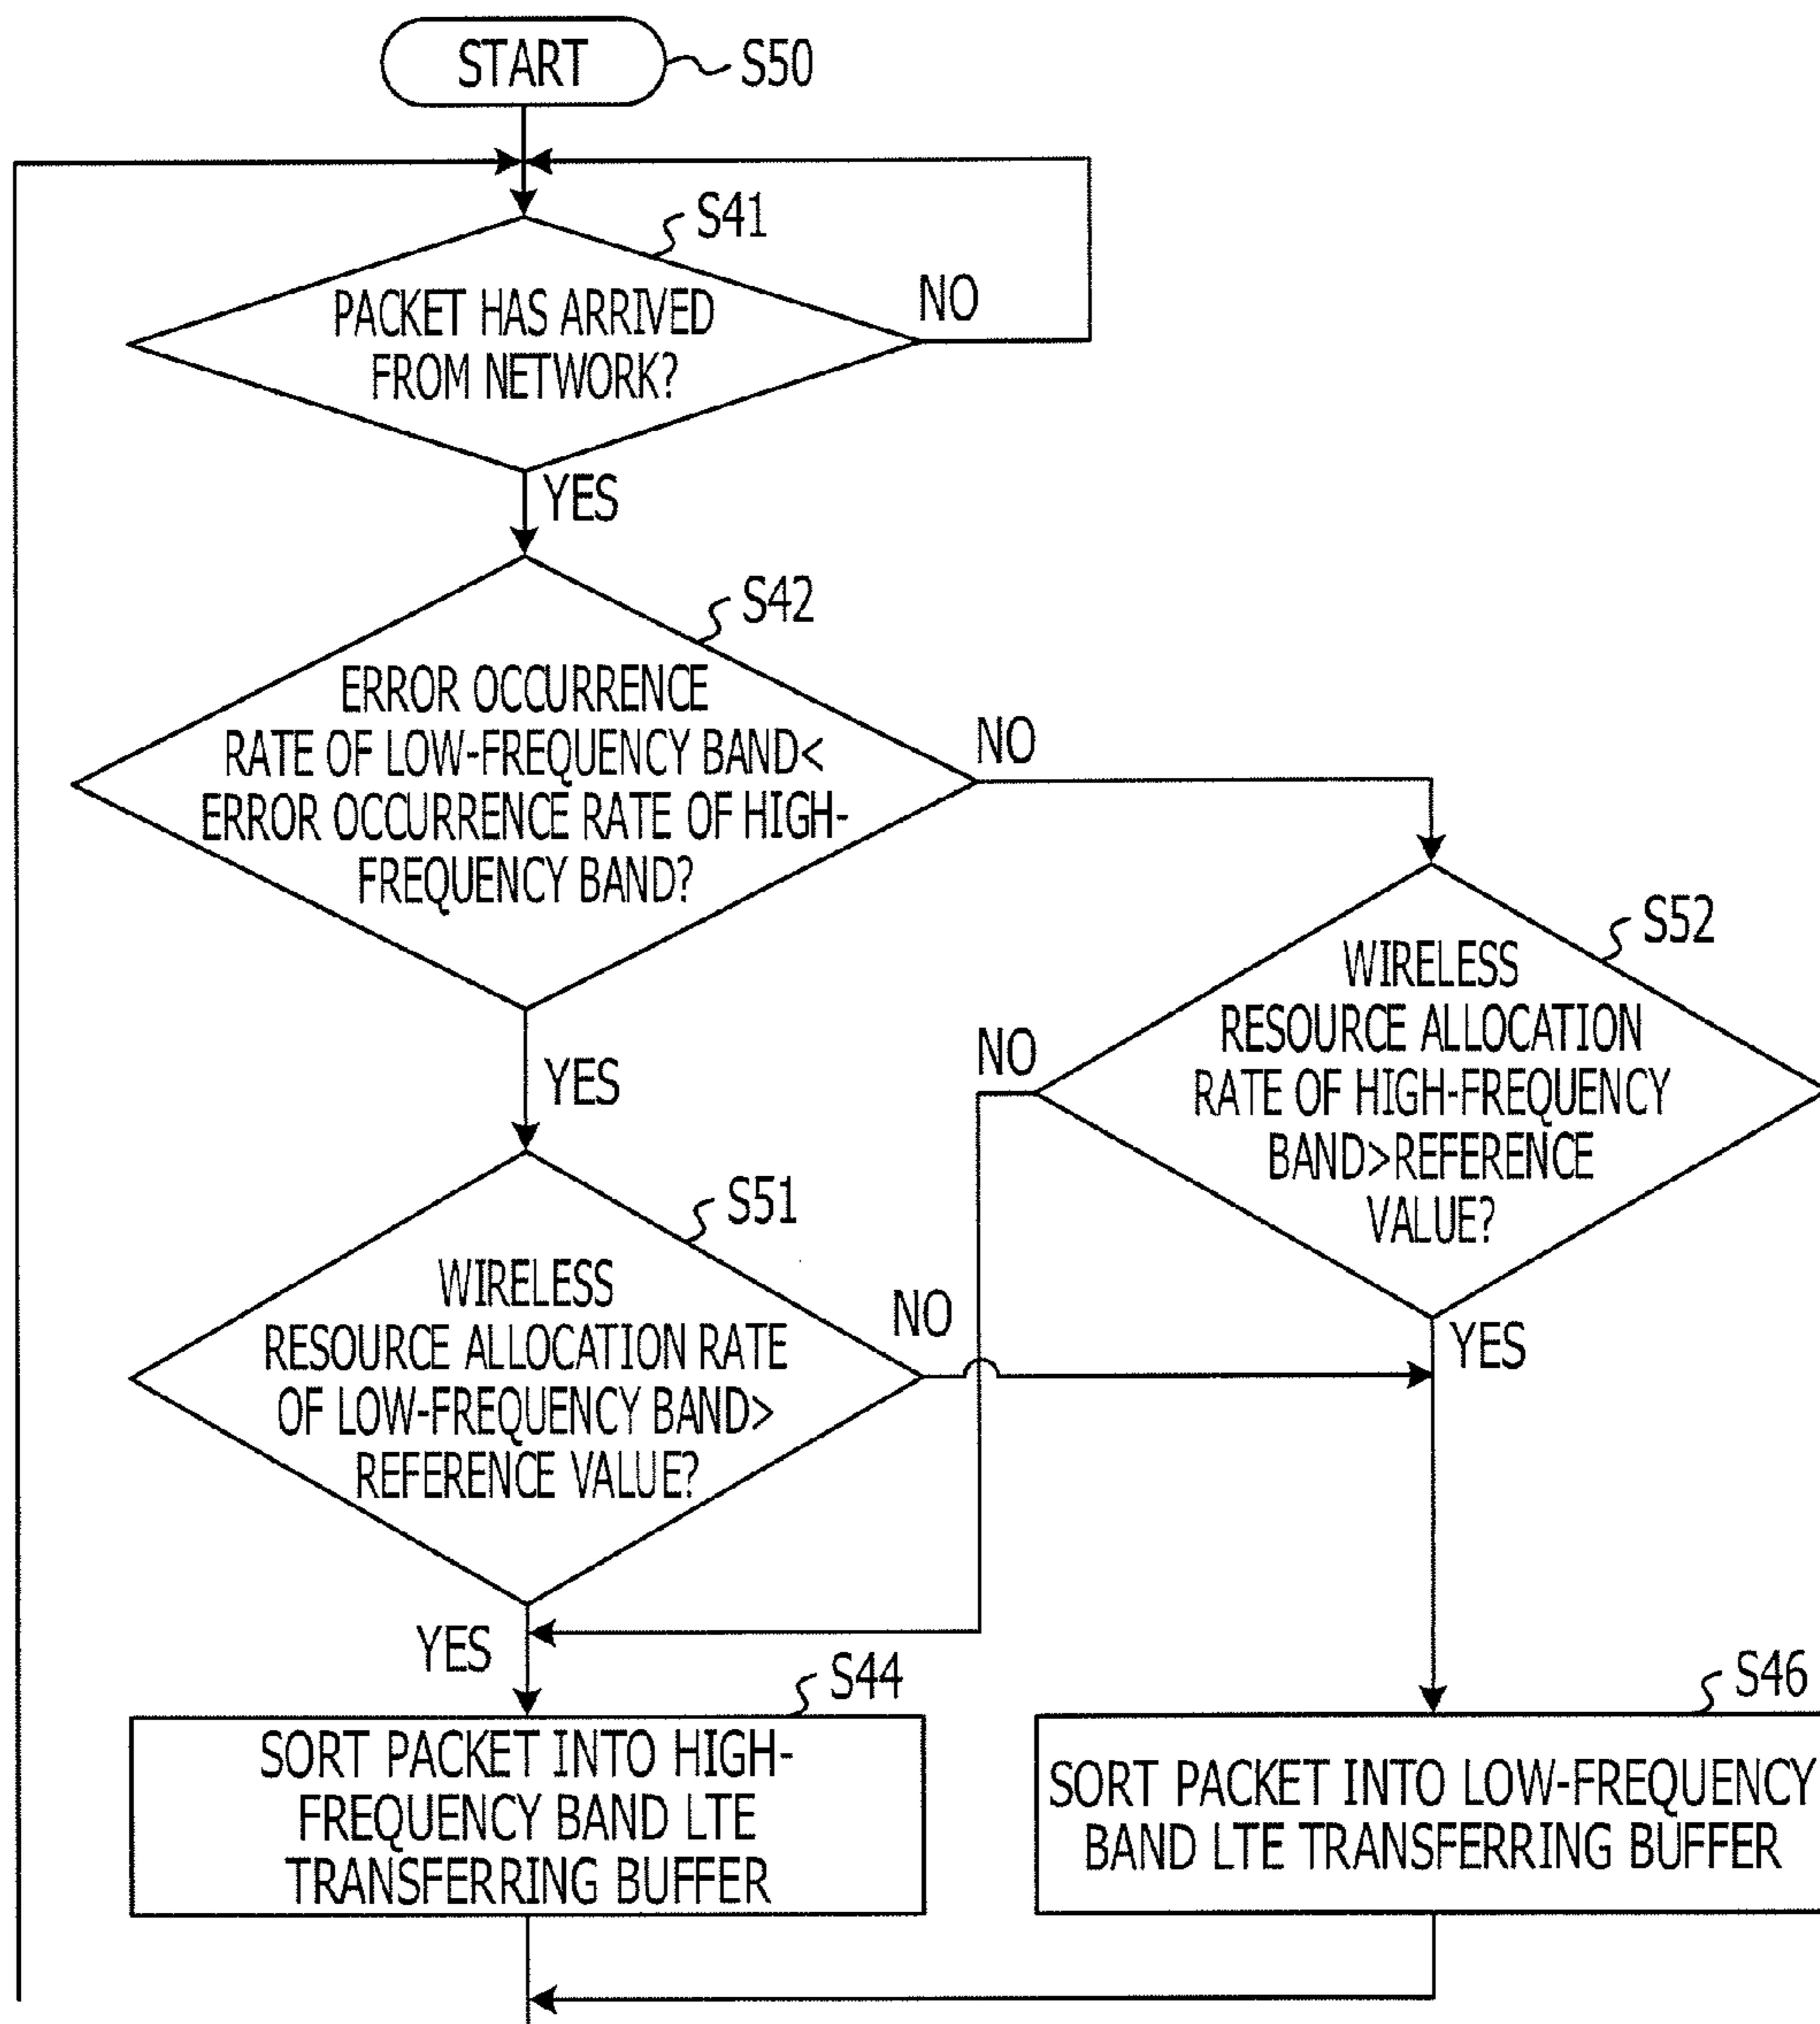 START
S50
S41
PACKET HAS ARRIVED
FROM NETWORK?
NO
YES
S42
ERROR OCCURRENCE
RATE OF LOW-FREQUENCY BAND<
ERROR OCCURRENCE RATE OF HIGH-
FREQUENCY BAND?
NO
YES
S52
WIRELESS
RESOURCE ALLOCATION
RATE OF HIGH-FREQUENCY
BAND>REFERENCE
VALUE?
NO
YES
S51
WIRELESS
RESOURCE ALLOCATION RATE
OF LOW-FREQUENCY BAND>
REFERENCE VALUE?
NO
YES
S44
SORT PACKET INTO HIGH-
FREQUENCY BAND LTE
TRANSFERRING BUFFER
S46
SORT PACKET INTO LOW-FREQUENCY
BAND LTE TRANSFERRING BUFFER